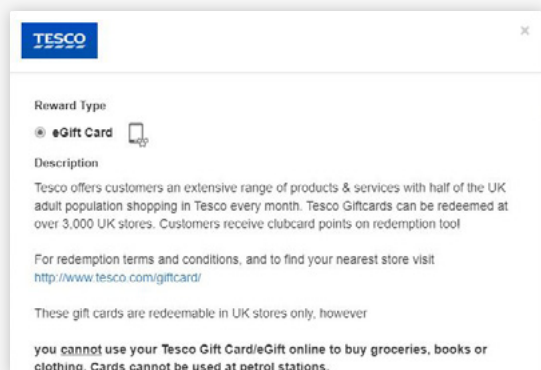 TESCO
×
Reward Type
eGift Card
Description
Tesco offers customers an extensive range of products & services with half of the UK
adult population shopping in Tesco every month. Tesco Giftcards can be redeemed at
over 3,000 UK stores. Customers receive clubcard points on redemption too!
For redemption terms and conditions, and to find your nearest store visit
http://www.tesco.com/giftcard/
These gift cards are redeemable in UK stores only, however
you cannot use your Tesco Gift Card/eGift online to buy groceries, books or
clothing. Cards cannot be used at petrol stations.